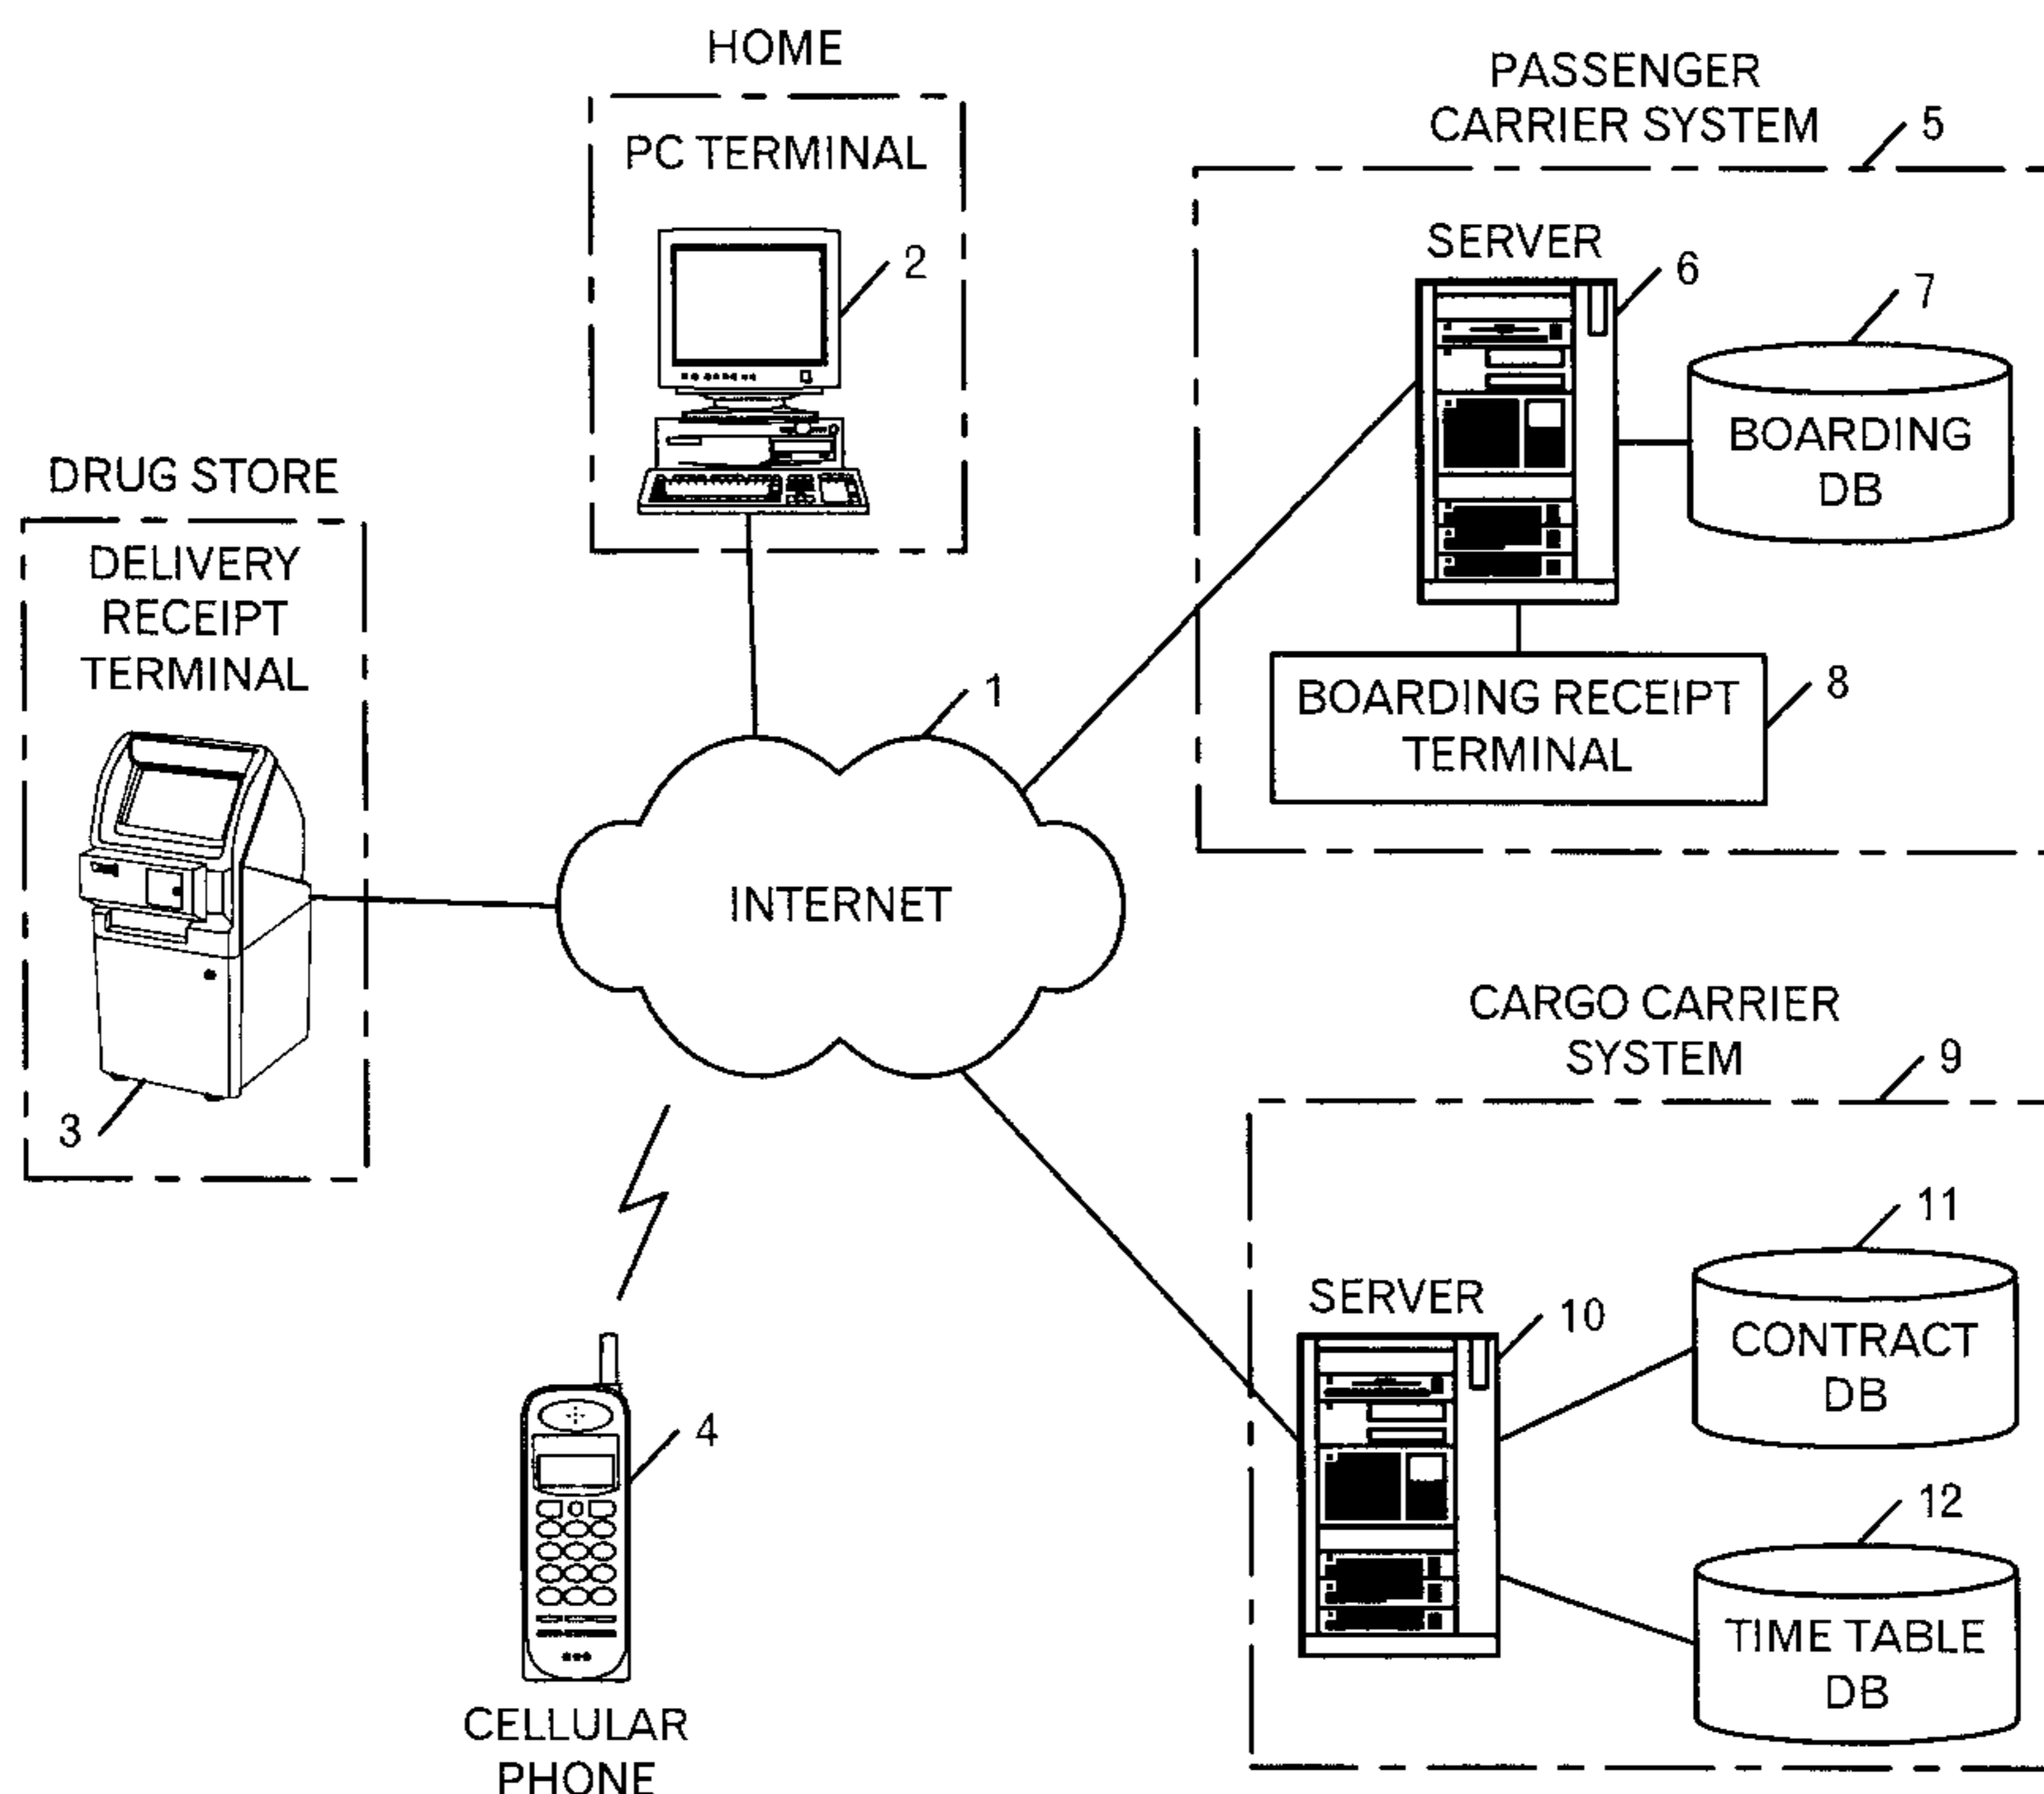 HOME
PC TERMINAL
2
PASSENGER
CARRIER SYSTEM
5
SERVER
6
7
BOARDING
DB
BOARDING RECEIPT
TERMINAL
8
DRUG STORE
DELIVERY
RECEIPT
TERMINAL
3
1
INTERNET
CELLULAR
PHONE
4
CARGO CARRIER
SYSTEM
9
SERVER
10
11
CONTRACT
DB
12
TIME TABLE
DB